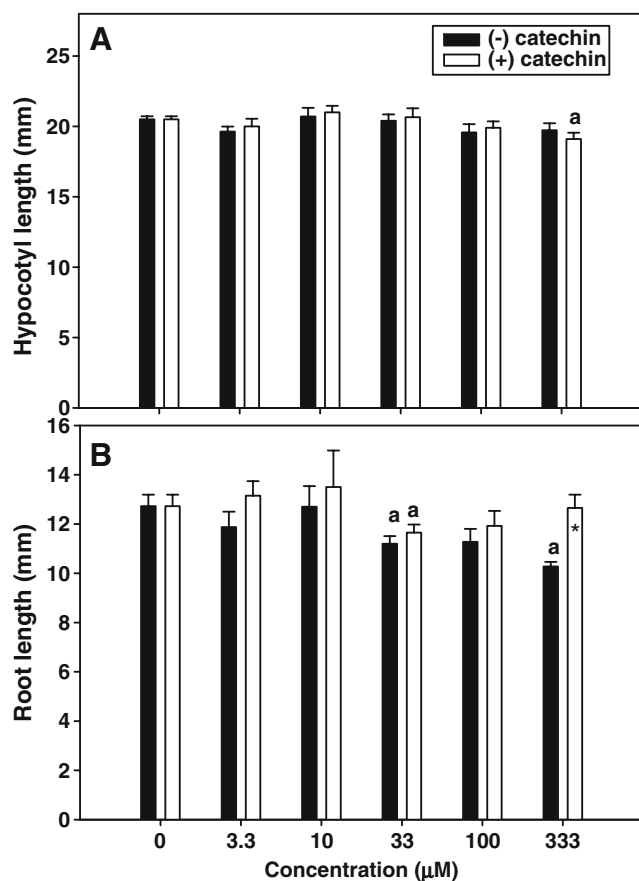 A
(-) catechin
(+) catechin
25
20
15
10
5
0
a
Hypocotyl length (mm)
B
16
14
12
10
8
6
4
2
0
a a
a
*
Root length (mm)
0 3.3 10 33 100 333
Concentration (μM)